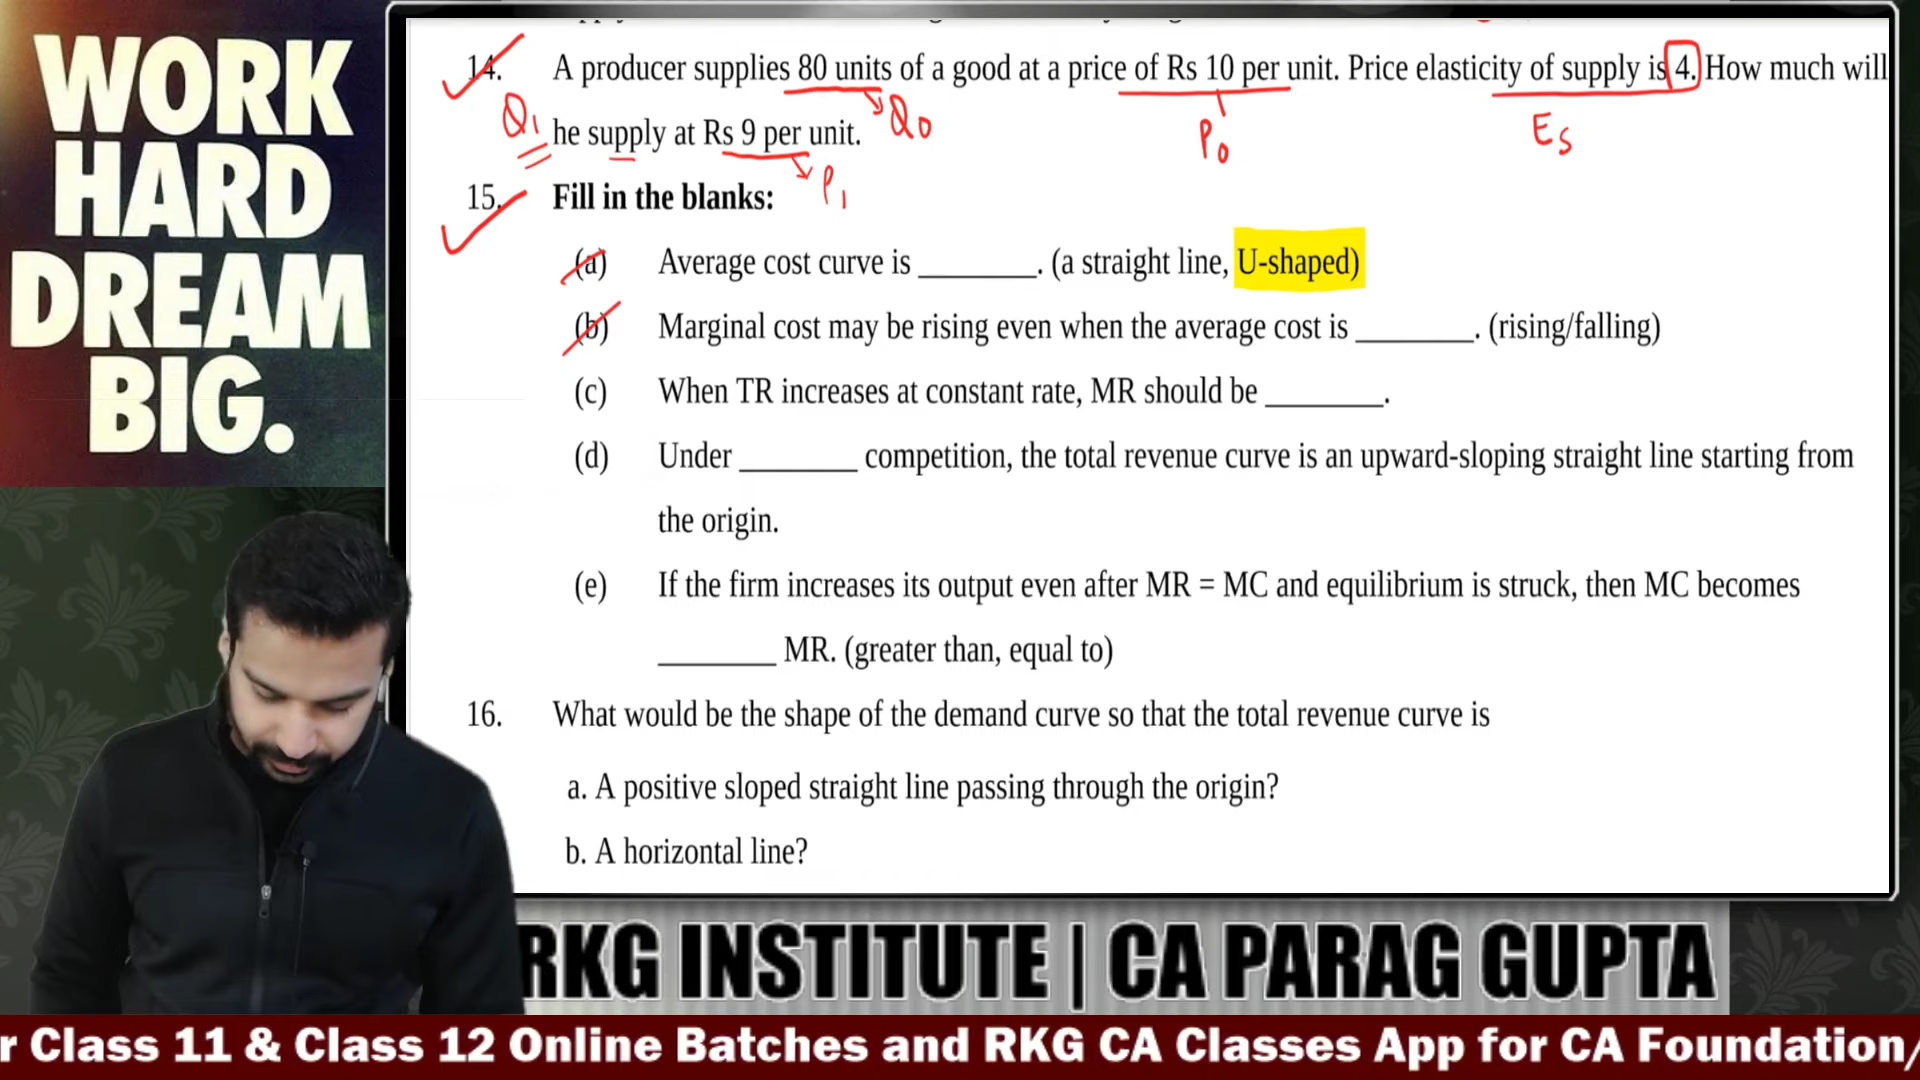 WORK
HARD
DREAM
BIG.
14. A producer supplies 80 units of a good at a price of Rs 10 per unit. Price elasticity of supply is 4. How much will
he supply at Rs 9 per unit.
Q1
Q0
P0
Es
P1
15. Fill in the blanks:
(a) Average cost curve is ________. (a straight line, U-shaped)
(b) Marginal cost may be rising even when the average cost is ________. (rising/falling)
(c) When TR increases at constant rate, MR should be ________.
(d) Under ________ competition, the total revenue curve is an upward-sloping straight line starting from
the origin.
(e) If the firm increases its output even after MR = MC and equilibrium is struck, then MC becomes
________ MR. (greater than, equal to)
16. What would be the shape of the demand curve so that the total revenue curve is
a. A positive sloped straight line passing through the origin?
b. A horizontal line?
RKG INSTITUTE | CA PARAG GUPTA
r Class 11 & Class 12 Online Batches and RKG CA Classes App for CA Foundation/